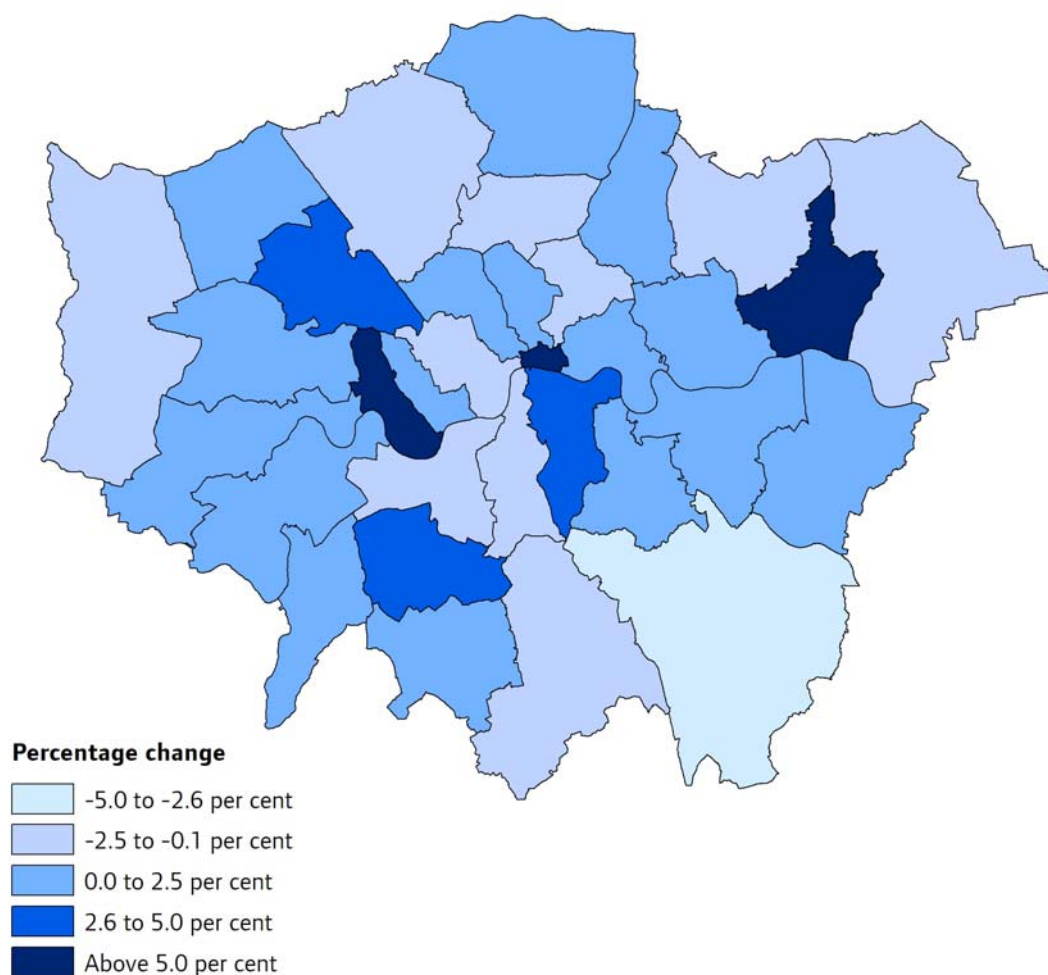 Percentage change
-5.0 to -2.6 per cent
-2.5 to -0.1 per cent
0.0 to 2.5 per cent
2.6 to 5.0 per cent
Above 5.0 per cent